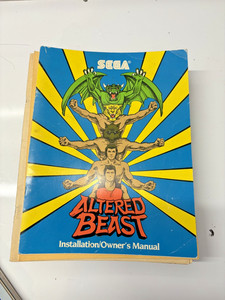 SEGA
ALTERED
BEAST
Installation/Owner's Manual